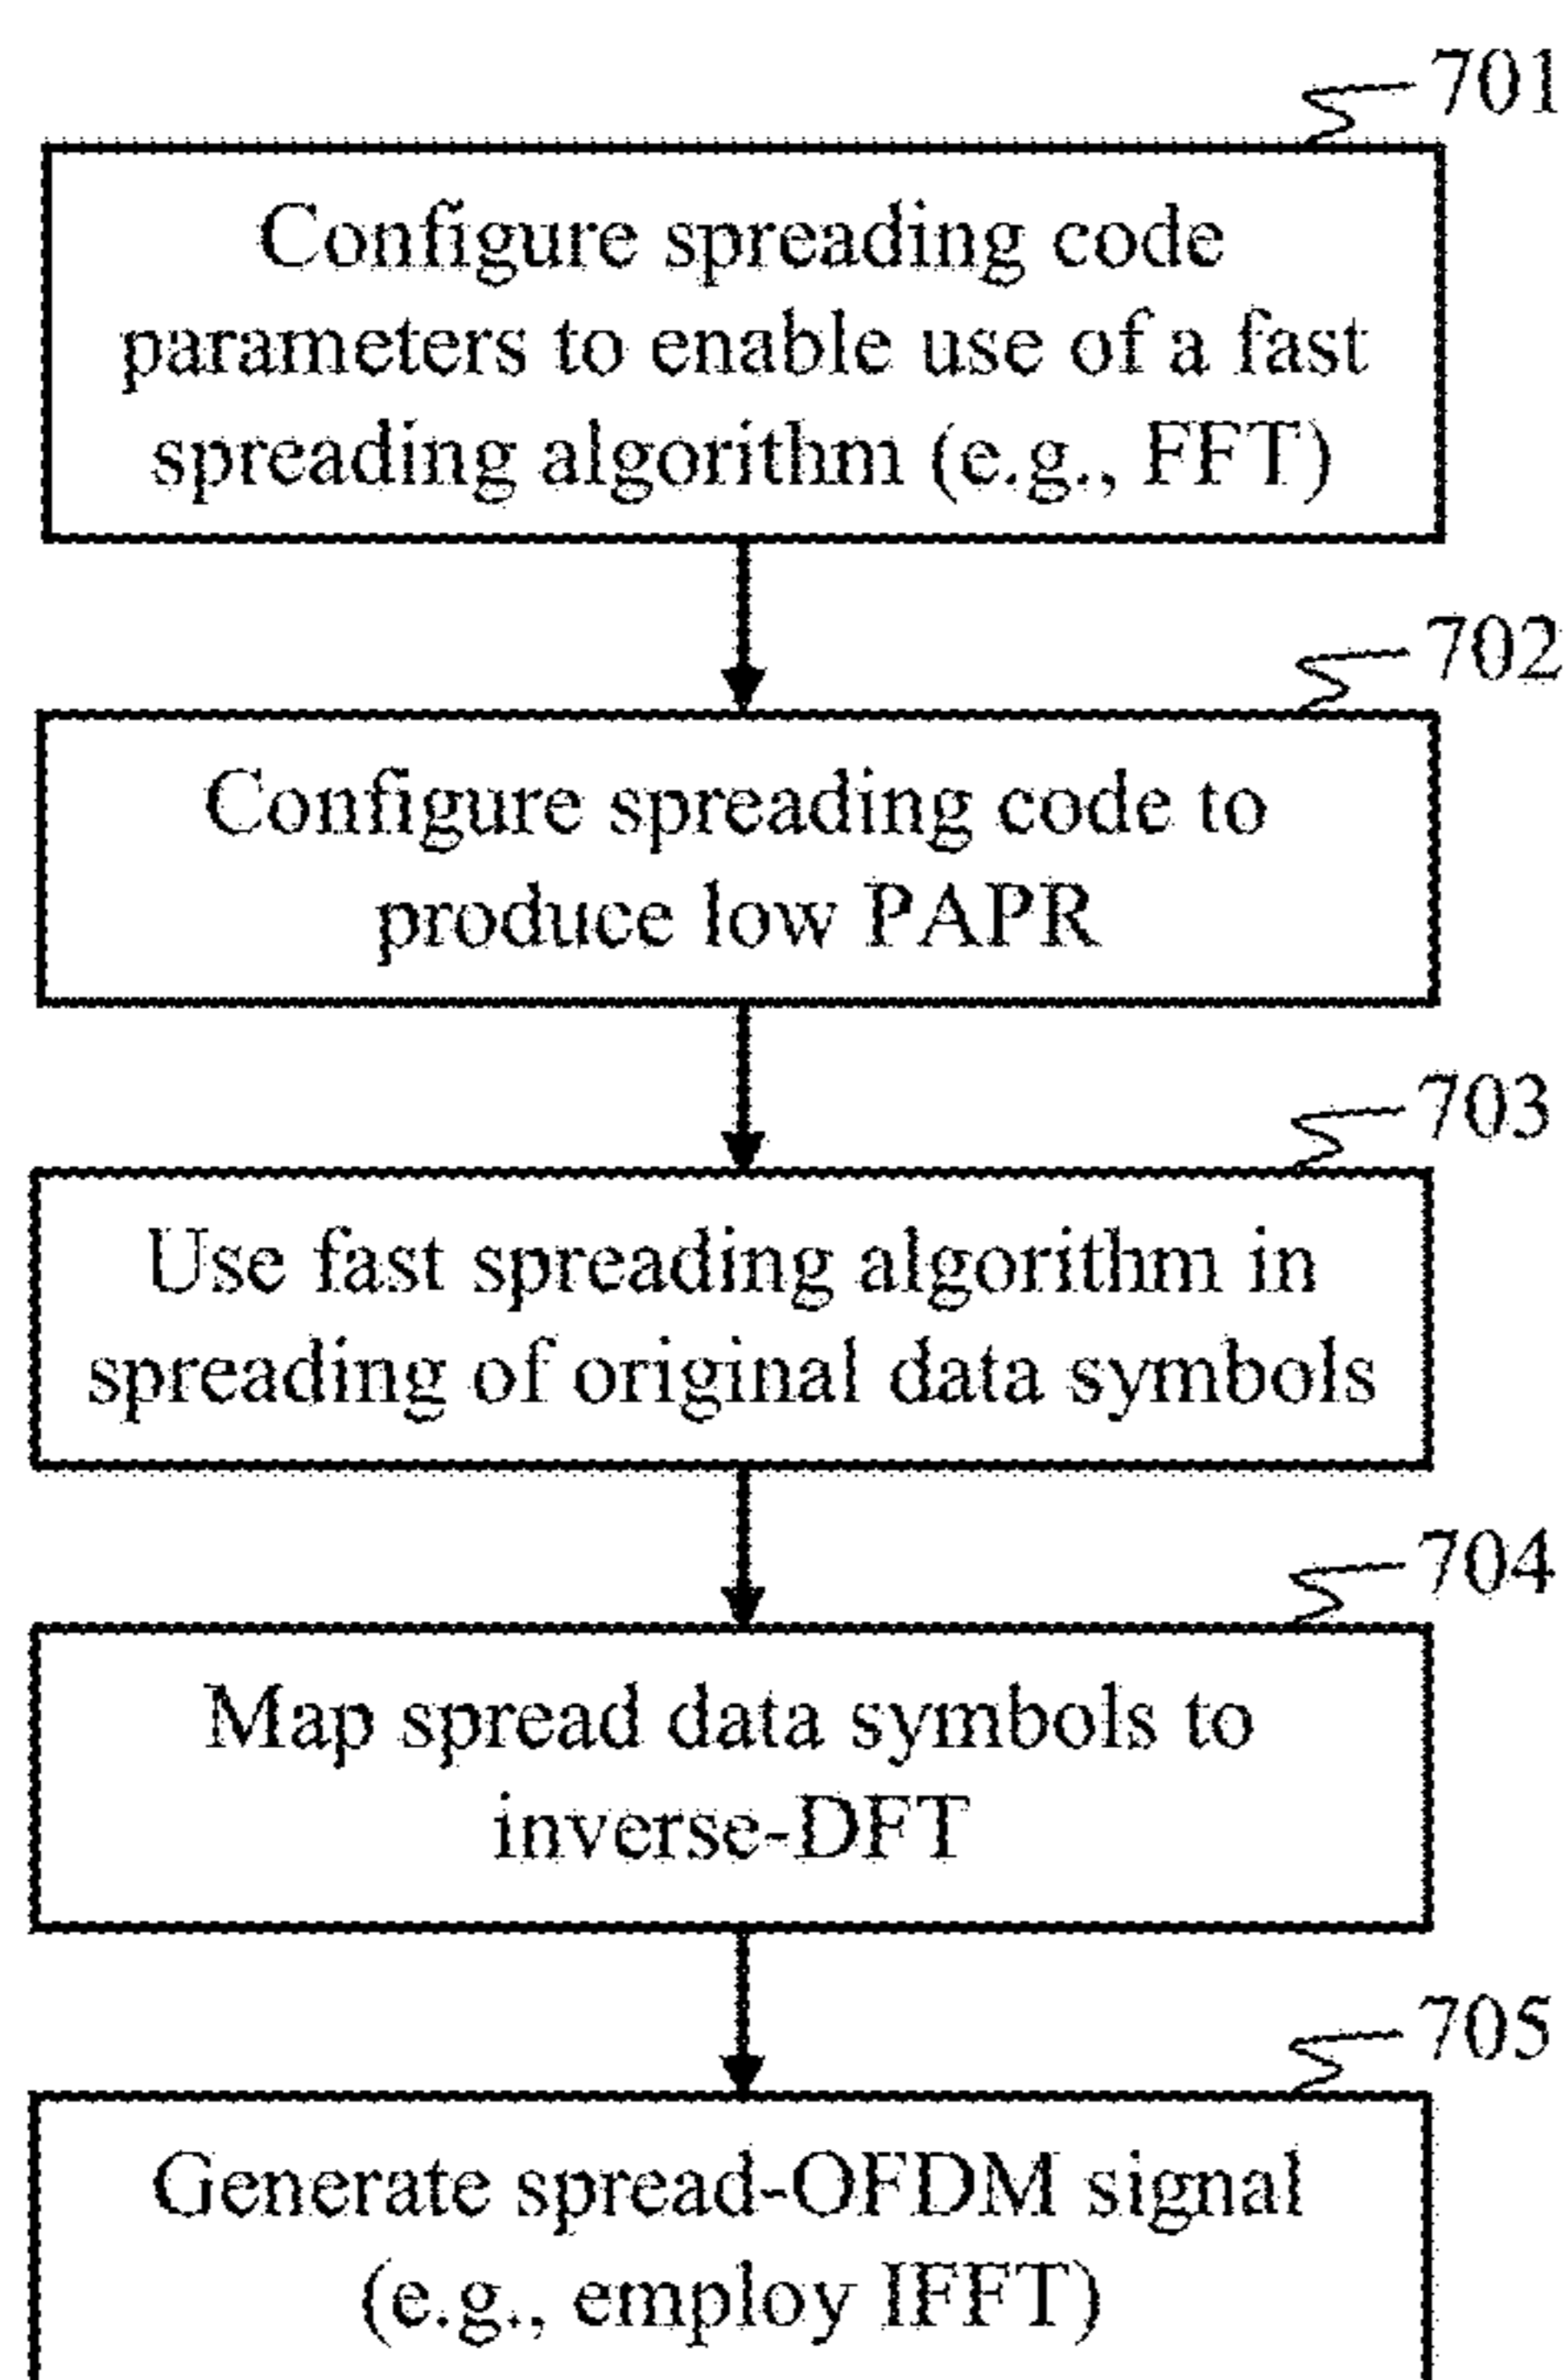 701
Configure spreading code
parameters to enable use of a fast
spreading algorithm (e.g., FFT)
702
Configure spreading code to
produce low PAPR
703
Use fast spreading algorithm in
spreading of original data symbols
704
Map spread data symbols to
inverse-DFT
705
Generate spread-OFDM signal
(e.g., employ IFFT)